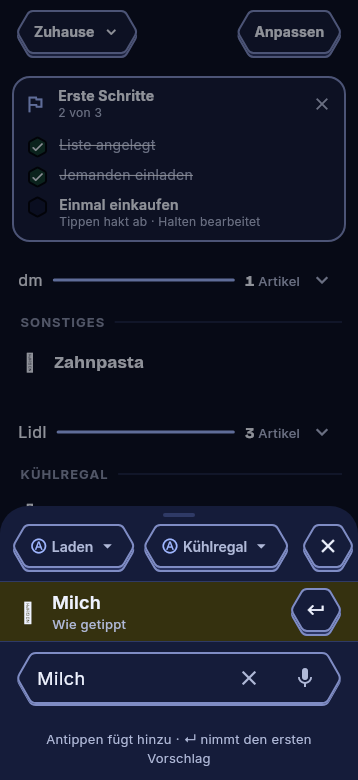 Zuhause
Anpassen
Erste Schritte
2 von 3
Liste angelegt
Jemanden einladen
Einmal einkaufen
Tippen hakt ab · Halten bearbeitet
dm
1 Artikel
SONSTIGES
Zahnpasta
Lidl
3 Artikel
KÜHLREGAL
A Laden
A Kühlregal
Milch
Wie getippt
Milch
Antippen fügt hinzu · ↵ nimmt den ersten
Vorschlag